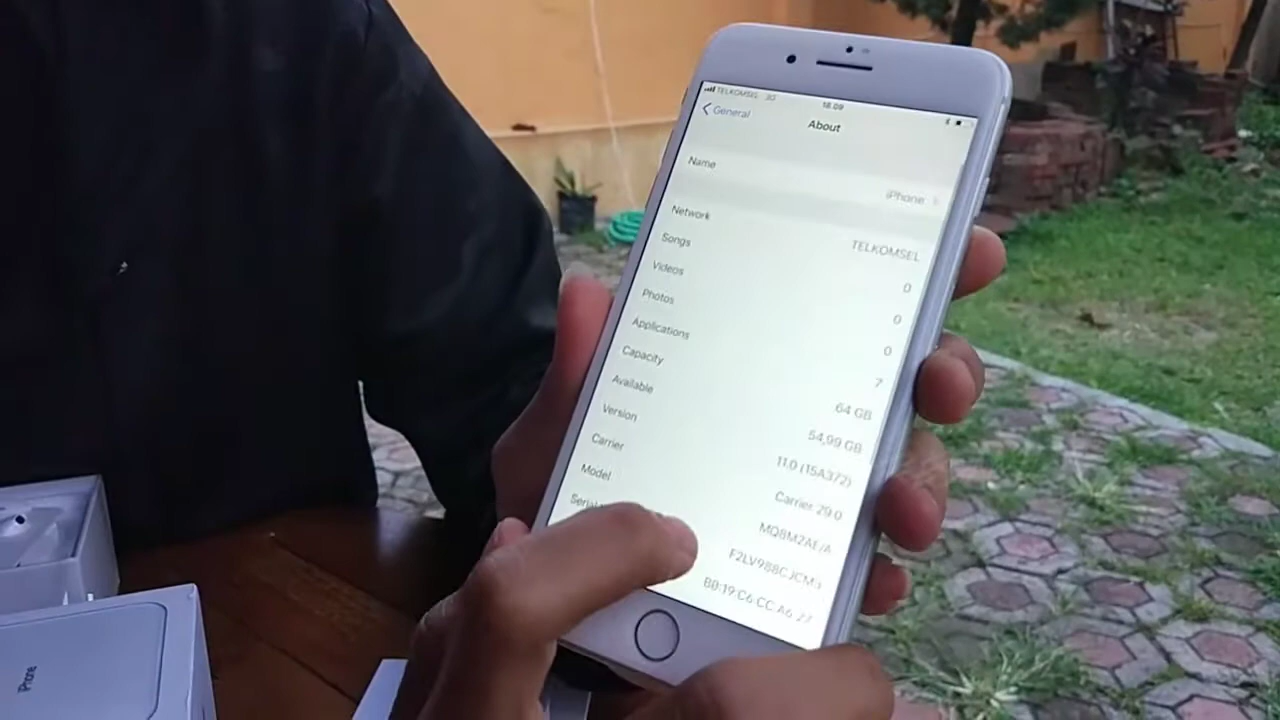 TELKOMSEL 3G
18.09
General
About
Name
iPhone
Network
TELKOMSEL
Songs
0
Videos
0
Photos
0
Applications
7
Capacity
64 GB
Available
54,99 GB
Version
11.0 (15A372)
Carrier
Carrier 29.0
Model
MQ8M2AE/A
Serial
BB:19:C6:CC:A6:27
iPhone